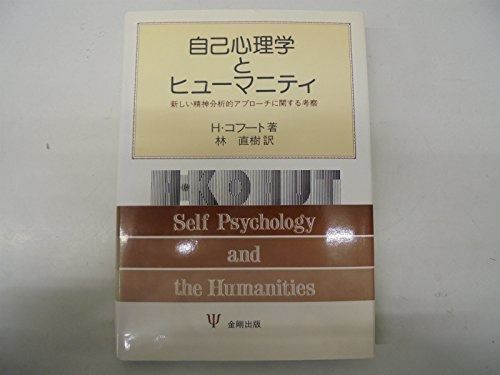 自己心理学
と
ヒューマニティ
新しい精神分析的アプローチに関する考察
H・コフート著
林 直樹訳
H・KOHUT
Self Psychology
and
the Humanities
Ψ 金剛出版